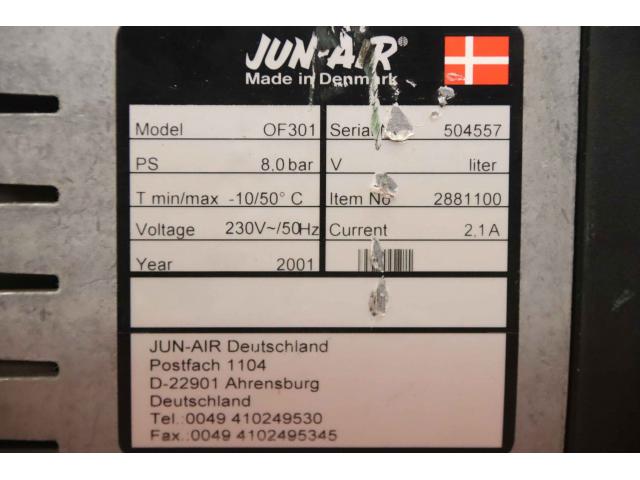 JUN-AIR®
Made in Denmark
Model OF301 Serial 504557
PS 8,0 bar V liter
T min/max -10/50° C Item No 2881100
Voltage 230V~/50Hz Current 2,1 A
Year 2001
JUN-AIR Deutschland
Postfach 1104
D-22901 Ahrensburg
Deutschland
Tel.:0049 410249530
Fax.:0049 4102495345